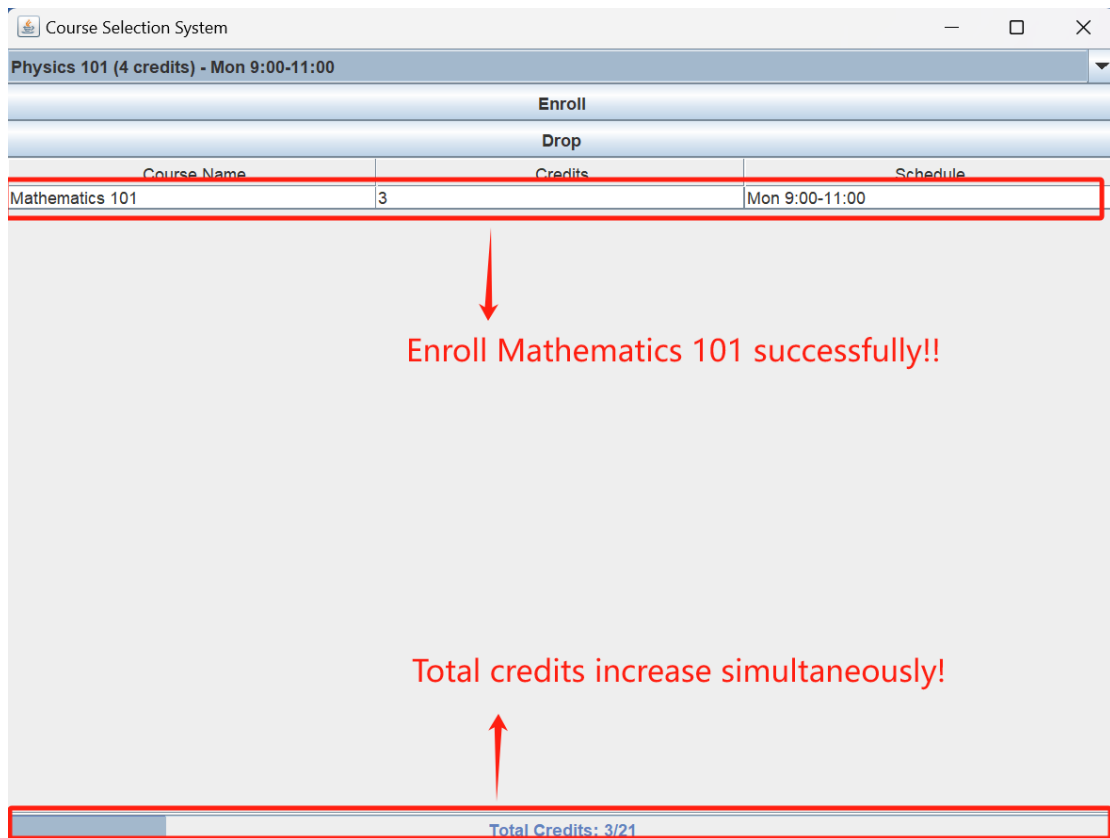 Course Selection System
Physics 101 (4 credits) - Mon 9:00-11:00
Enroll
Drop
Course Name Credits Schedule
Mathematics 101 3 Mon 9:00-11:00
Enroll Mathematics 101 successfully!!
Total credits increase simultaneously!
Total Credits: 3/21